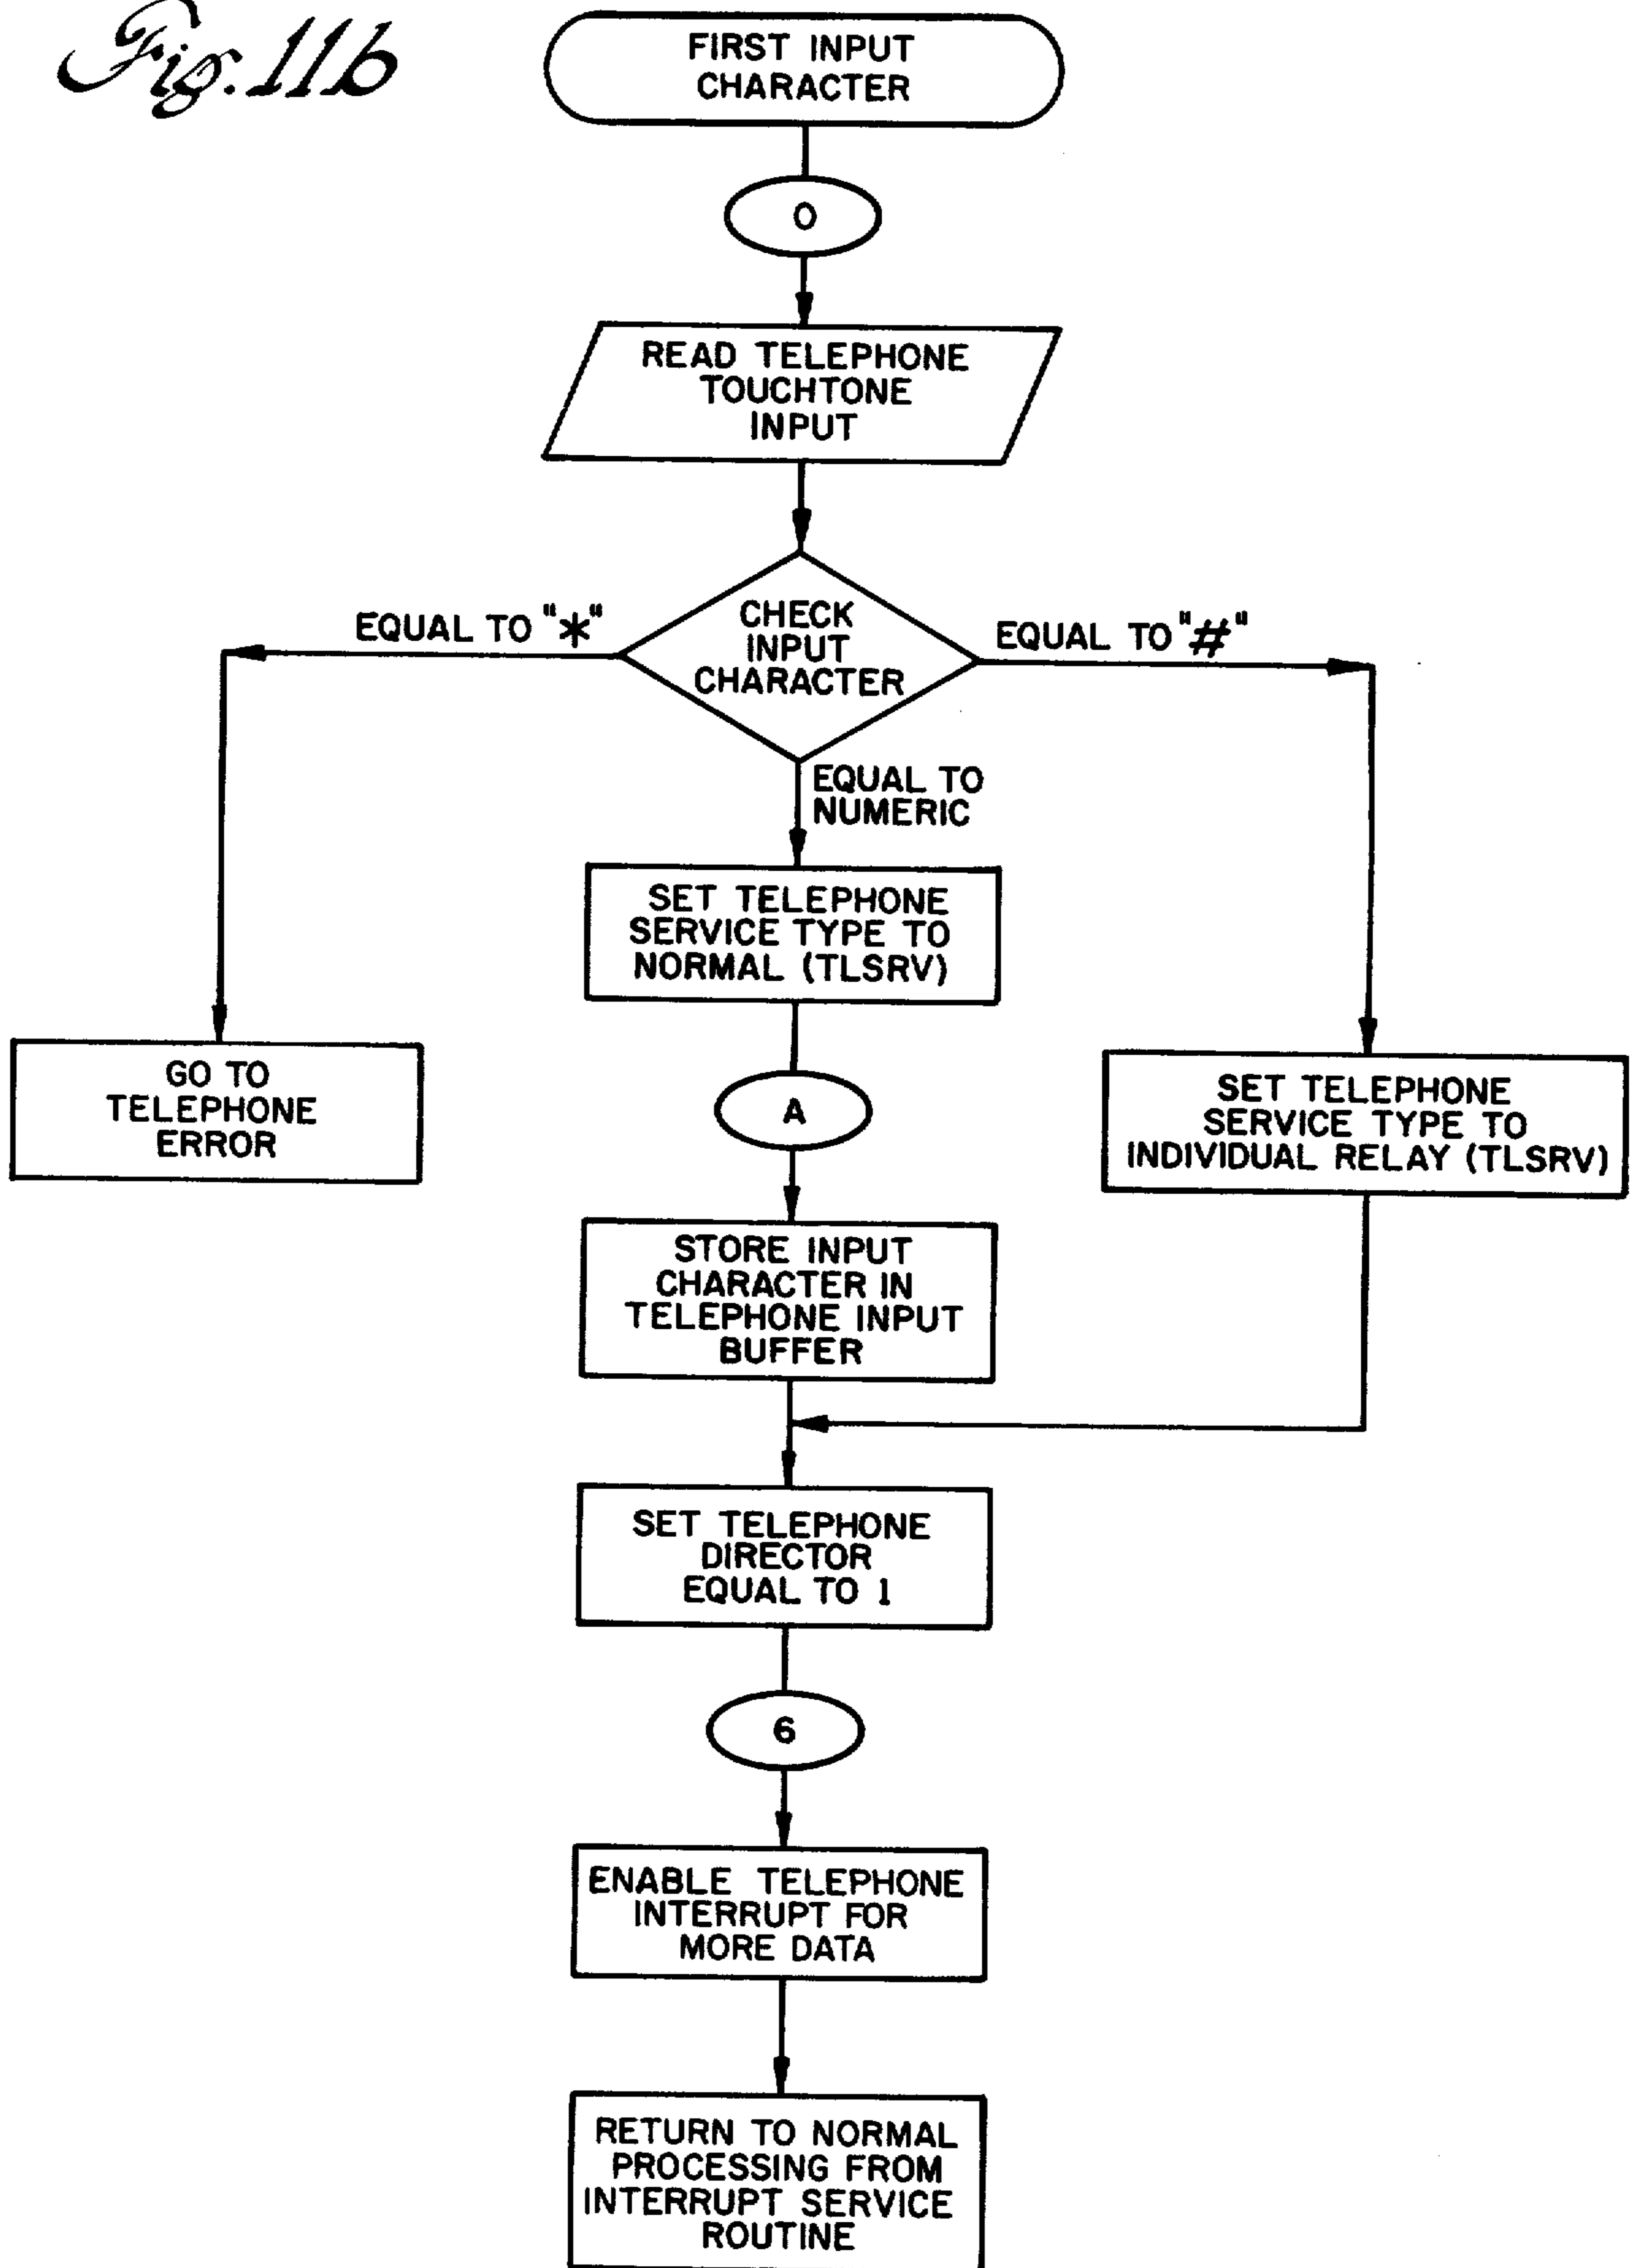 Fig. 11b
FIRST INPUT
CHARACTER
O
READ TELEPHONE
TOUCHTONE
INPUT
CHECK
INPUT
CHARACTER
EQUAL TO "*"
EQUAL TO "#"
EQUAL TO
NUMERIC
SET TELEPHONE
SERVICE TYPE TO
NORMAL (TLSRV)
GO TO
TELEPHONE
ERROR
A
SET TELEPHONE
SERVICE TYPE TO
INDIVIDUAL RELAY (TLSRV)
STORE INPUT
CHARACTER IN
TELEPHONE INPUT
BUFFER
SET TELEPHONE
DIRECTOR
EQUAL TO 1
6
ENABLE TELEPHONE
INTERRUPT FOR
MORE DATA
RETURN TO NORMAL
PROCESSING FROM
INTERRUPT SERVICE
ROUTINE